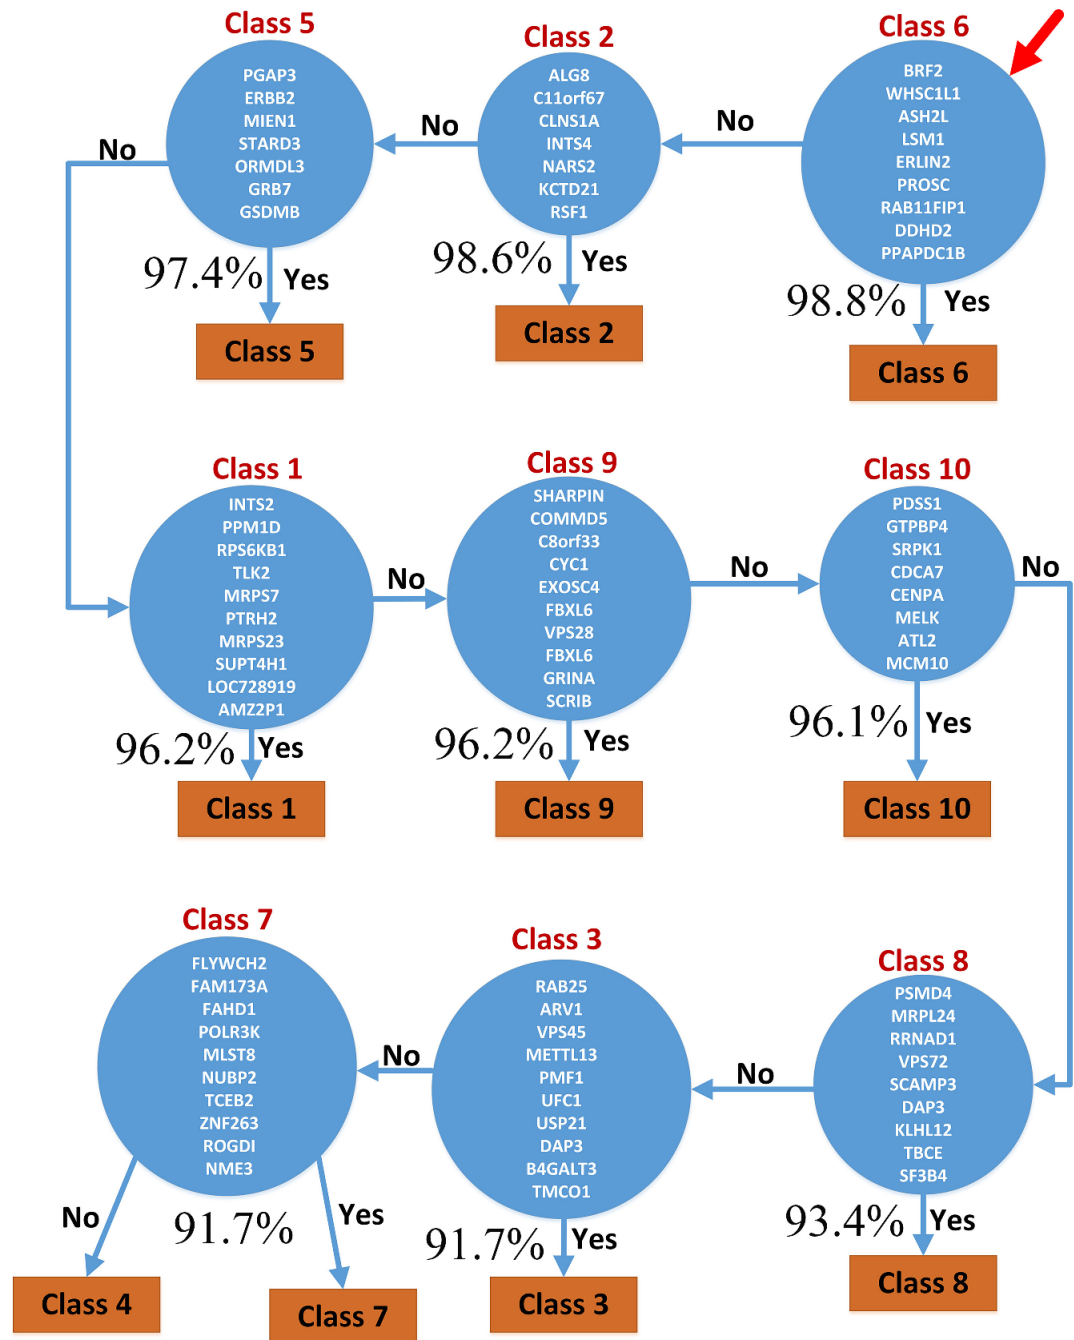 Class 5
PGAP3
ERBB2
MIEN1
STARD3
ORMDL3
GRB7
GSDMB
No
97.4%
Yes
Class 5
Class 2
ALG8
C11orf67
CLNS1A
INTS4
NARS2
KCTD21
RSF1
No
98.6%
Yes
Class 2
Class 6
BRF2
WHSC1L1
ASH2L
LSM1
ERLIN2
PROSC
RAB11FIP1
DDHD2
PPAPDC1B
No
98.8%
Yes
Class 6
Class 1
INTS2
PPM1D
RPS6KB1
TLK2
MRPS7
PTRH2
MRPS23
SUPT4H1
LOC728919
AMZ2P1
No
96.2%
Yes
Class 1
Class 9
SHARPIN
COMMD5
C8orf33
CYC1
EXOSC4
FBXL6
VPS28
FBXL6
GRINA
SCRIB
No
96.2%
Yes
Class 9
Class 10
PDSS1
GTPBP4
SRPK1
CDCA7
CENPA
MELK
ATL2
MCM10
No
96.1%
Yes
Class 10
Class 7
FLYWCH2
FAM173A
FAHD1
POLR3K
MLST8
NUBP2
TCEB2
ZNF263
ROGDI
NME3
No
91.7%
Yes
Class 4
Class 7
Class 3
RAB25
ARV1
VPS45
METTL13
PMF1
UFC1
USP21
DAP3
B4GALT3
TMCO1
No
91.7%
Yes
Class 3
Class 8
PSMD4
MRPL24
RRNAD1
VPS72
SCAMP3
DAP3
KLHL12
TBCE
SF3B4
No
93.4%
Yes
Class 8